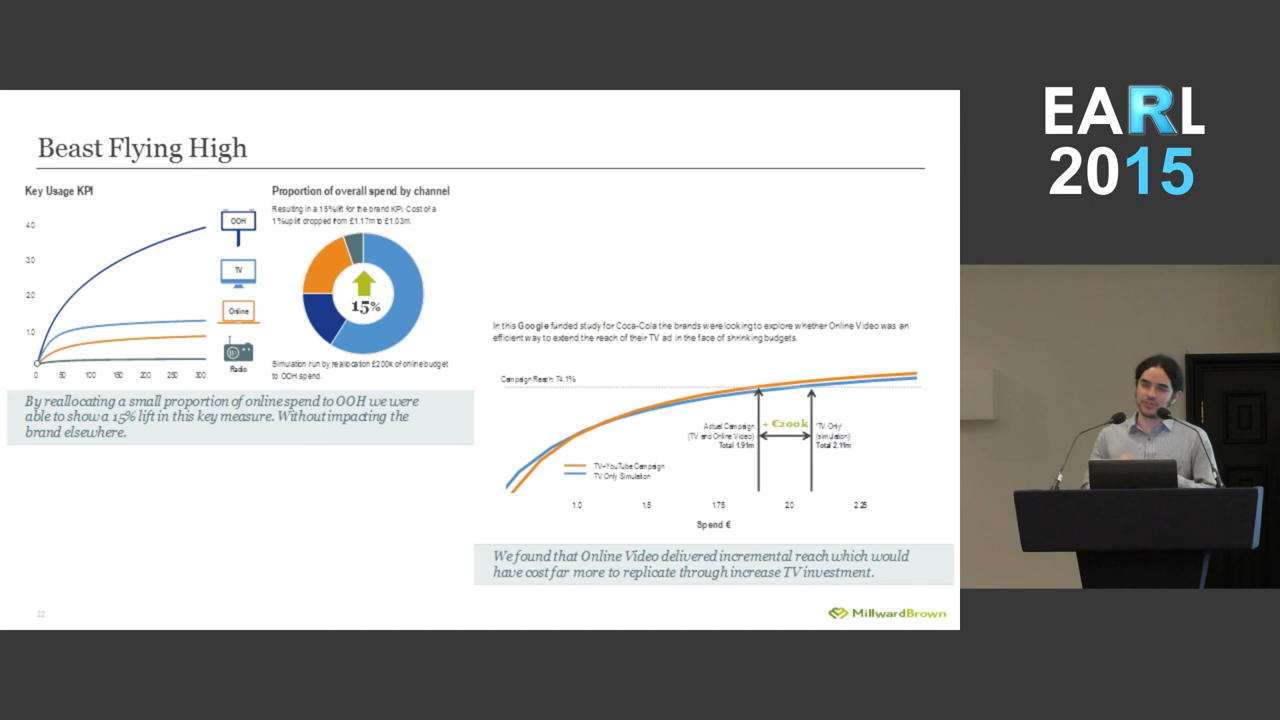 Beast Flying High
Key Usage KPI
4.0
3.0
2.0
1.0
0 50 100 150 200 250 300
OOH
TV
Online
Radio
Proportion of overall spend by channel
Resulting in a 15% lift for the brand KPI. Cost of a
1% uplift dropped from £1.17m to £1.03m.
15%
Simulation run by reallocation £200k of online budget
to OOH spend.
By reallocating a small proportion of online spend to OOH we were
able to show a 15% lift in this key measure. Without impacting the
brand elsewhere.
In this Google funded study for Coca-Cola the brands were looking to explore whether Online Video was an
efficient way to extend the reach of their TV ad in the face of shrinking budgets.
Campaign Reach: 74.1%
Actual Campaign
(TV and Online Video)
Total 1.91m
+ €200k
'TV Only'
(simulation)
Total 2.11m
TV+YouTube Campaign
TV Only Simulation
1.0 1.5 1.75 2.0 2.25
Spend €
We found that Online Video delivered incremental reach which would
have cost far more to replicate through increase TV investment.
22
MillwardBrown
EARL
2015